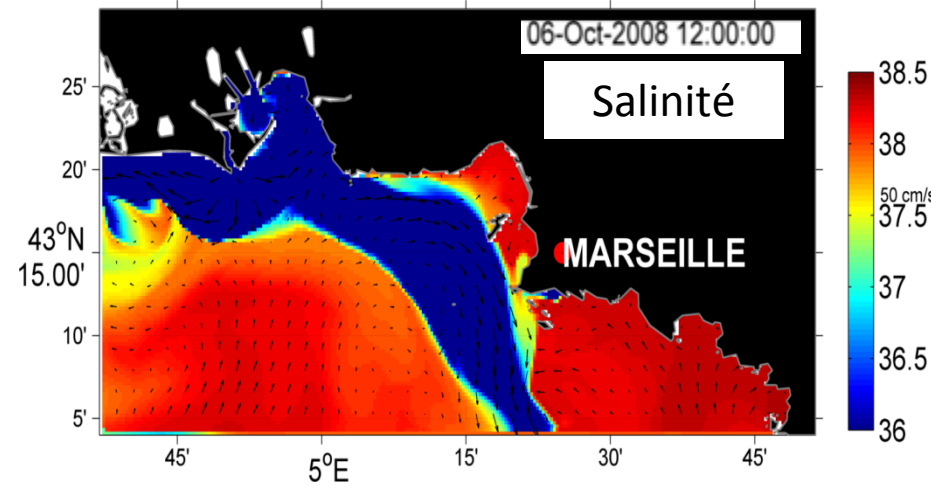 06-Oct-2008 12:00:00
Salinité
25'
20'
43°N
15.00'
10'
5'
MARSEILLE
45'
5°E
15'
30'
45'
38.5
38
50 cm/s
37.5
37
36.5
36